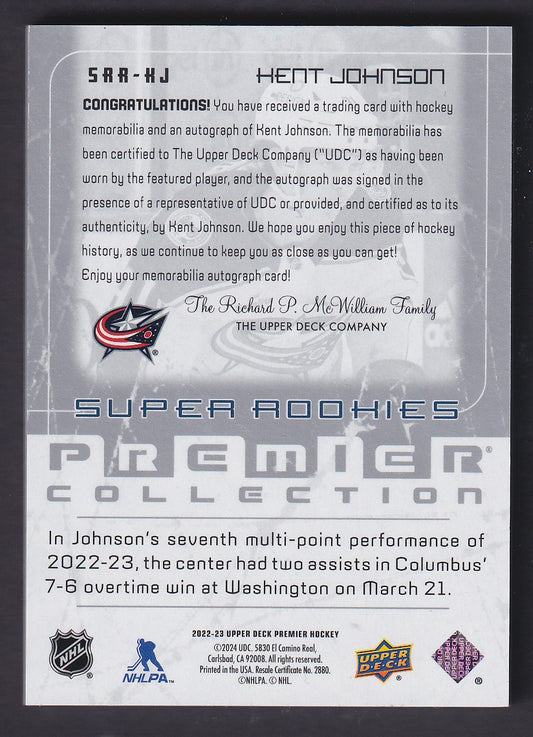 SRA-KJ KENT JOHNSON
CONGRATULATIONS! You have received a trading card with hockey
memorabilia and an autograph of Kent Johnson. The memorabilia has
been certified to The Upper Deck Company ("UDC") as having been
worn by the featured player, and the autograph was signed in the
presence of a representative of UDC or provided, and certified as to its
authenticity, by Kent Johnson. We hope you enjoy this piece of hockey
history, as we continue to keep you as close as you can get!
Enjoy your memorabilia autograph card!
The Richard P. McWilliam Family
THE UPPER DECK COMPANY
®
SUPER ROOKIES
PREMIER®
COLLECTION
In Johnson's seventh multi-point performance of
2022-23, the center had two assists in Columbus'
7-6 overtime win at Washington on March 21.
2022-23 UPPER DECK PREMIER HOCKEY
©2024 UDC. 5830 El Camino Real,
Carlsbad, CA 92008. All rights reserved.
Printed in the USA. Resale Certificate No. 2880.
©NHLPA. © NHL.
NHL
NHLPA™
UPPER
DECK
®